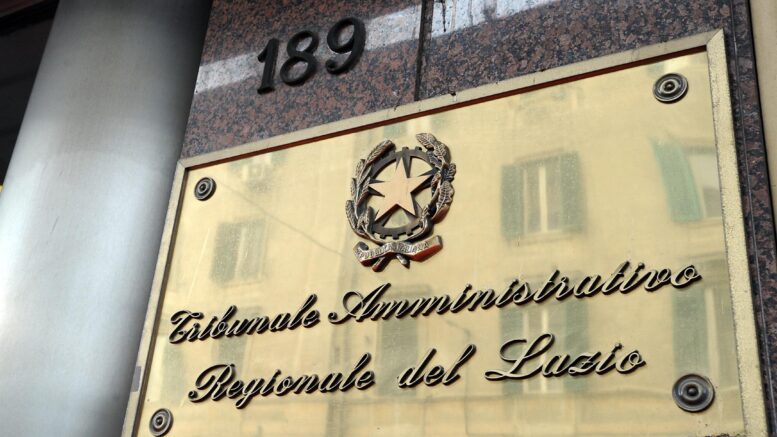 189
Tribunale Amministrativo
Regionale del Lazio